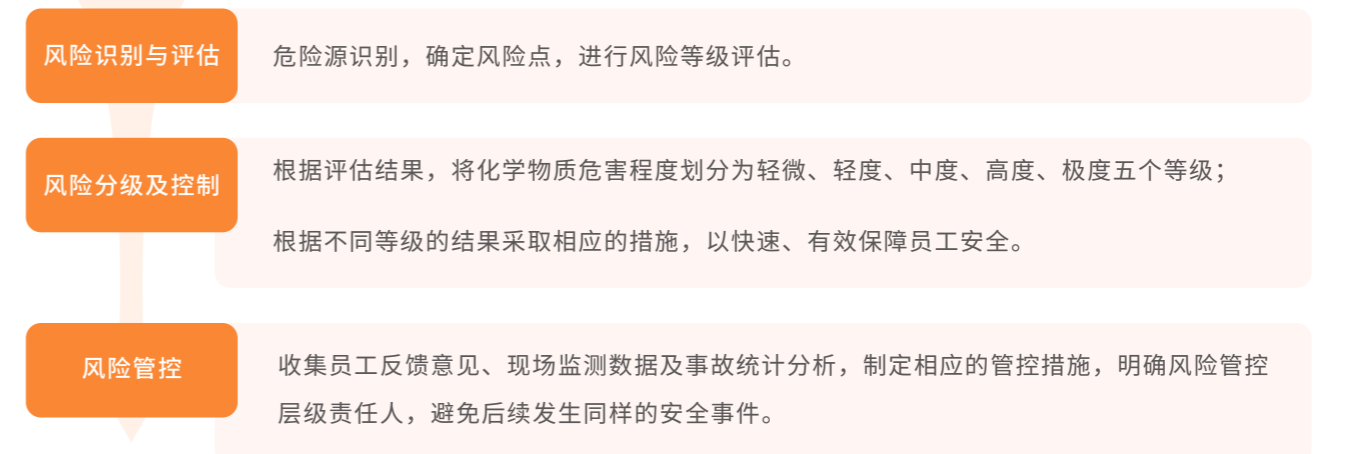 风险识别与评估
危险源识别，确定风险点，进行风险等级评估。
风险分级及控制
根据评估结果，将化学物质危害程度划分为轻微、轻度、中度、高度、极度五个等级；
根据不同等级的结果采取相应的措施，以快速、有效保障员工安全。
风险管控
收集员工反馈意见、现场监测数据及事故统计分析，制定相应的管控措施，明确风险管控
层级责任人，避免后续发生同样的安全事件。